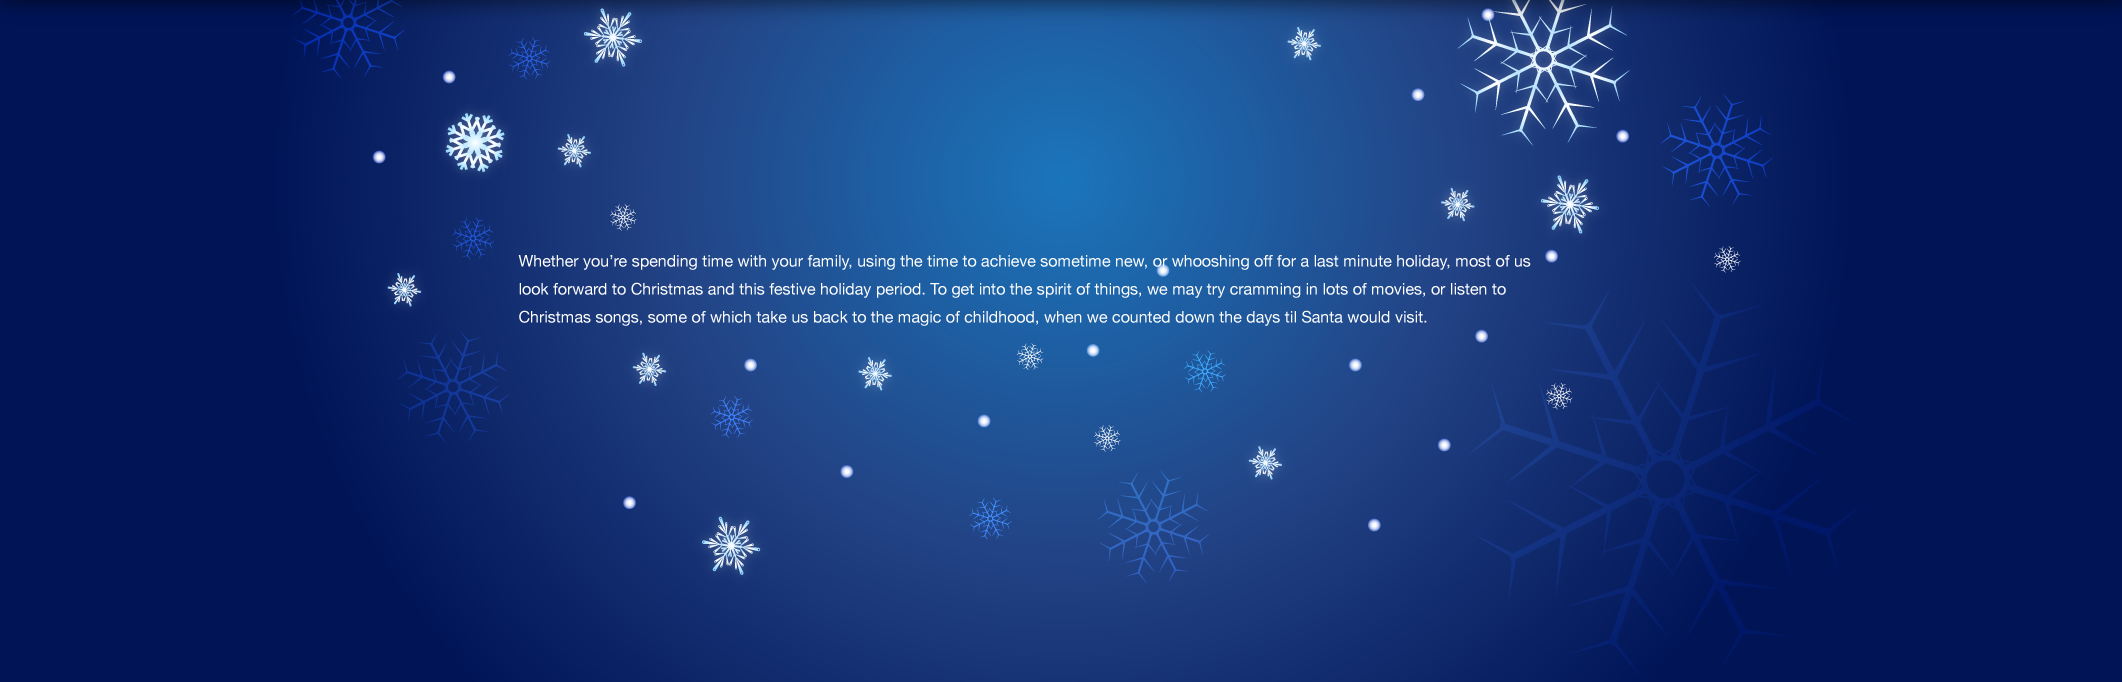 Whether you’re spending time with your family, using the time to achieve sometime new, or whooshing off for a last minute holiday, most of us
look forward to Christmas and this festive holiday period. To get into the spirit of things, we may try cramming in lots of movies, or listen to
Christmas songs, some of which take us back to the magic of childhood, when we counted down the days til Santa would visit.